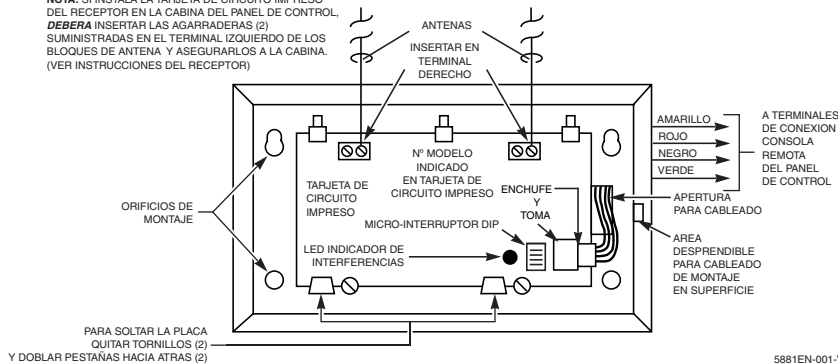 NOTA: SI INSTALA LA TARJETA DE CIRCUITO IMPRESO
DEL RECEPTOR EN LA CABINA DEL PANEL DE CONTROL,
DEBERA INSERTAR LAS AGARRADERAS (2)
SUMINISTRADAS EN EL TERMINAL IZQUIERDO DE LOS
BLOQUES DE ANTENA Y ASEGURARLOS A LA CABINA.
(VER INSTRUCCIONES DEL RECEPTOR)
ANTENAS
INSERTAR EN
TERMINAL
DERECHO
AMARILLO
ROJO
NEGRO
VERDE
A TERMINALES
DE CONEXION
CONSOLA
REMOTA
DEL PANEL
DE CONTROL
Nº MODELO
INDICADO
EN TARJETA DE
CIRCUITO IMPRESO
TARJETA DE
CIRCUITO
IMPRESO
ENCHUFE
Y
TOMA
APERTURA
PARA CABLEADO
ORIFICIOS DE
MONTAJE
MICRO-INTERRUPTOR DIP
LED INDICADOR DE
INTERFERENCIAS
AREA
DESPRENDIBLE
PARA CABLEADO
DE MONTAJE
EN SUPERFICIE
PARA SOLTAR LA PLACA
QUITAR TORNILLOS (2)
Y DOBLAR PESTAÑAS HACIA ATRAS (2)
5881EN-001-